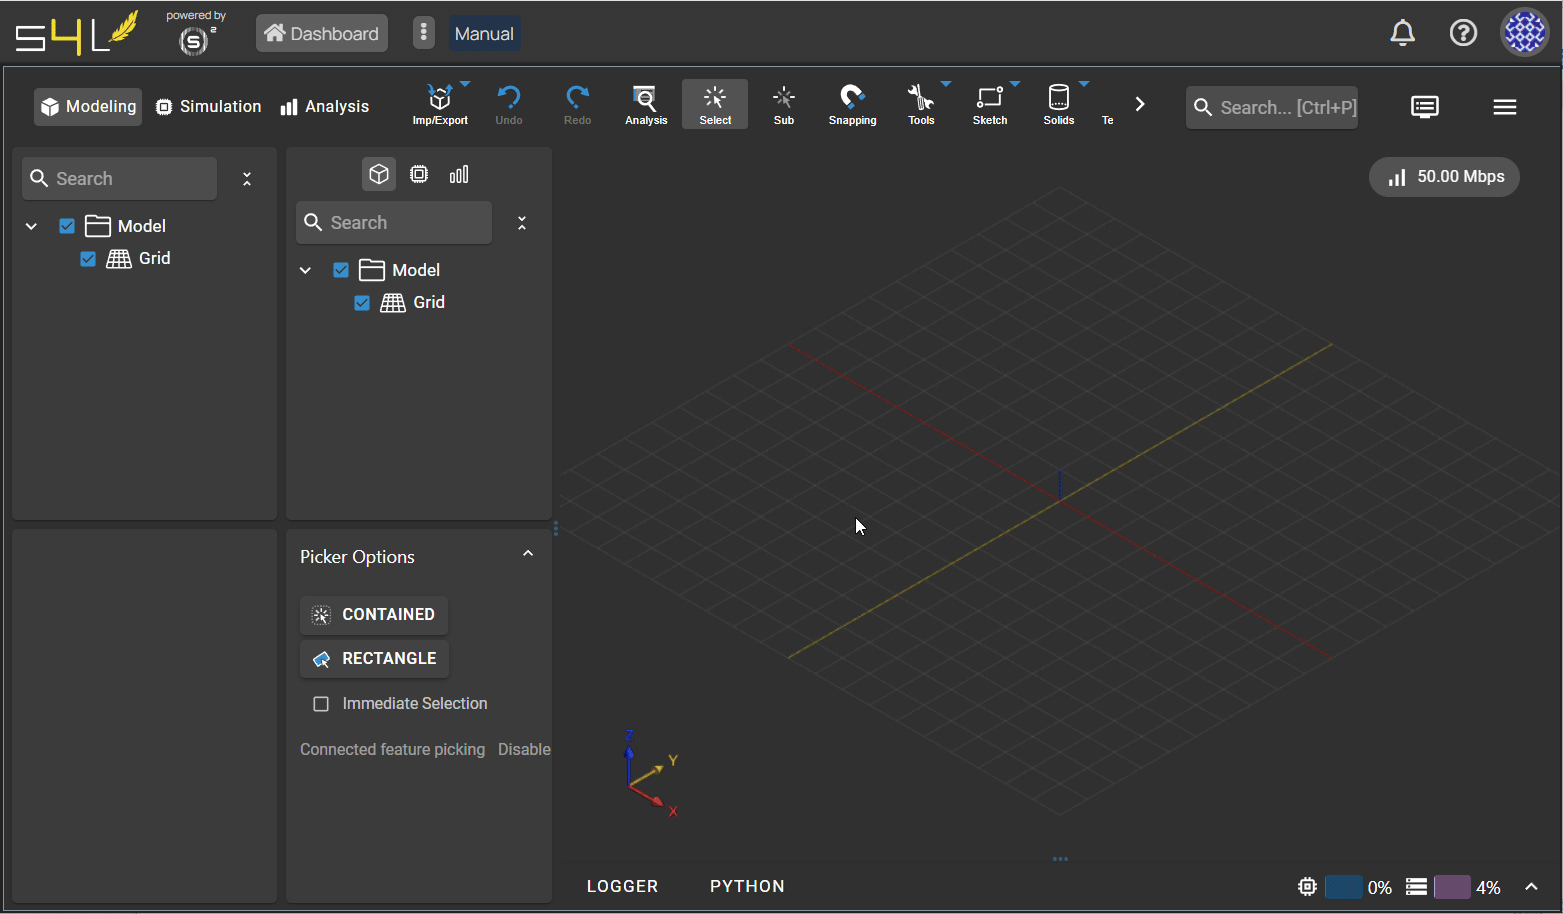 S4L
powered by
S 2
Dashboard
Manual
Modeling
Simulation
Analysis
Imp/Export
Undo
Redo
Analysis
Select
Sub
Snapping
Tools
Sketch
Solids
Te
Search... [Ctrl+P]
Search
Model
Grid
Search
Model
Grid
50.00 Mbps
Picker Options
CONTAINED
RECTANGLE
Immediate Selection
Connected feature picking Disable
Z
Y
X
LOGGER
PYTHON
0%
4%